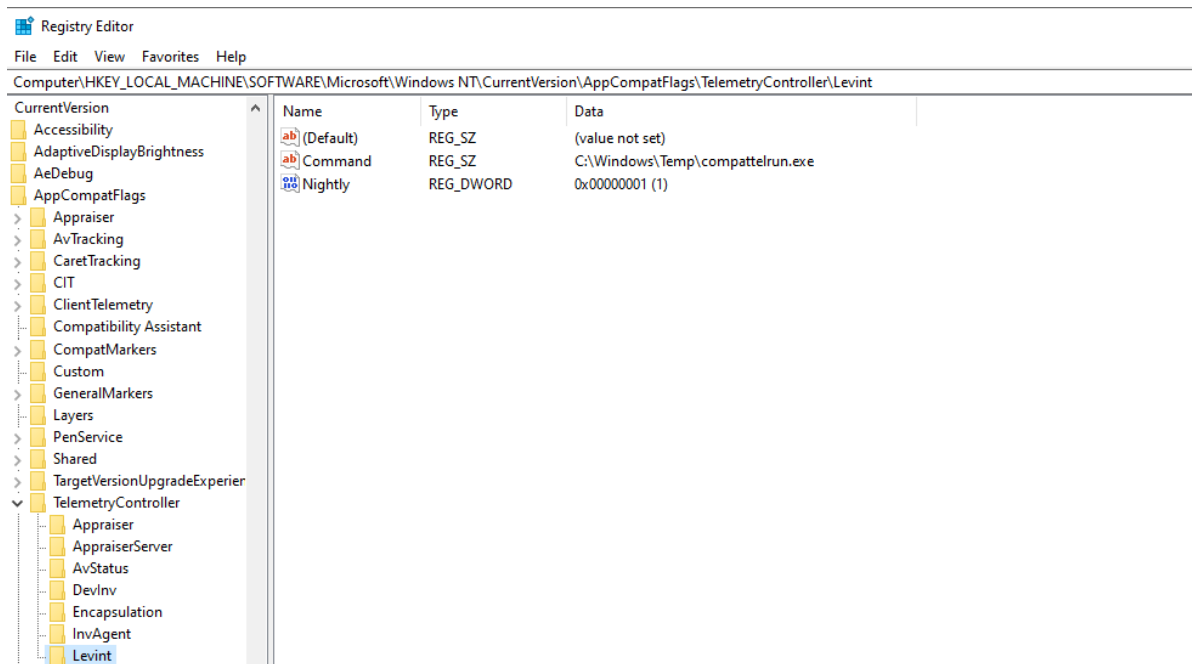 Registry Editor
File Edit View Favorites Help
Computer\HKEY_LOCAL_MACHINE\SOFTWARE\Microsoft\Windows NT\CurrentVersion\AppCompatFlags\TelemetryController\Levint
CurrentVersion
Accessibility
AdaptiveDisplayBrightness
AeDebug
AppCompatFlags
Appraiser
AvTracking
CaretTracking
CIT
ClientTelemetry
Compatibility Assistant
CompatMarkers
Custom
GeneralMarkers
Layers
PenService
Shared
TargetVersionUpgradeExperien
TelemetryController
Appraiser
AppraiserServer
AvStatus
DevInv
Encapsulation
InvAgent
Levint
Name Type Data
(Default) REG_SZ (value not set)
Command REG_SZ C:\Windows\Temp\compattelrun.exe
Nightly REG_DWORD 0x00000001 (1)